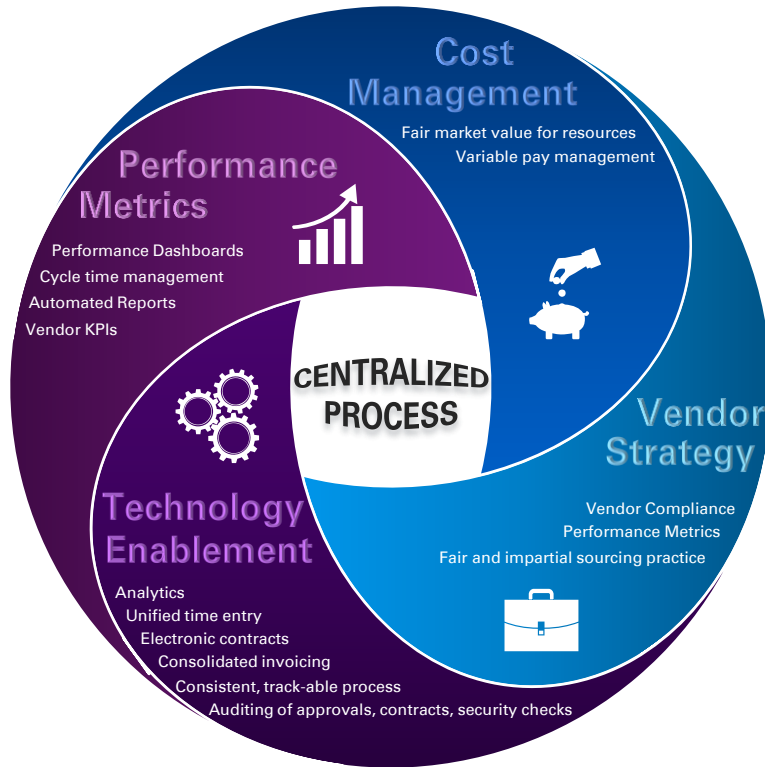 Cost
Management
Fair market value for resources
Variable pay management
Performance
Metrics
Performance Dashboards
Cycle time management
Automated Reports
Vendor KPIs
CENTRALIZED
PROCESS
Vendor
Strategy
Vendor Compliance
Performance Metrics
Fair and impartial sourcing practice
Technology
Enablement
Analytics
Unified time entry
Electronic contracts
Consolidated invoicing
Consistent, track-able process
Auditing of approvals, contracts, security checks